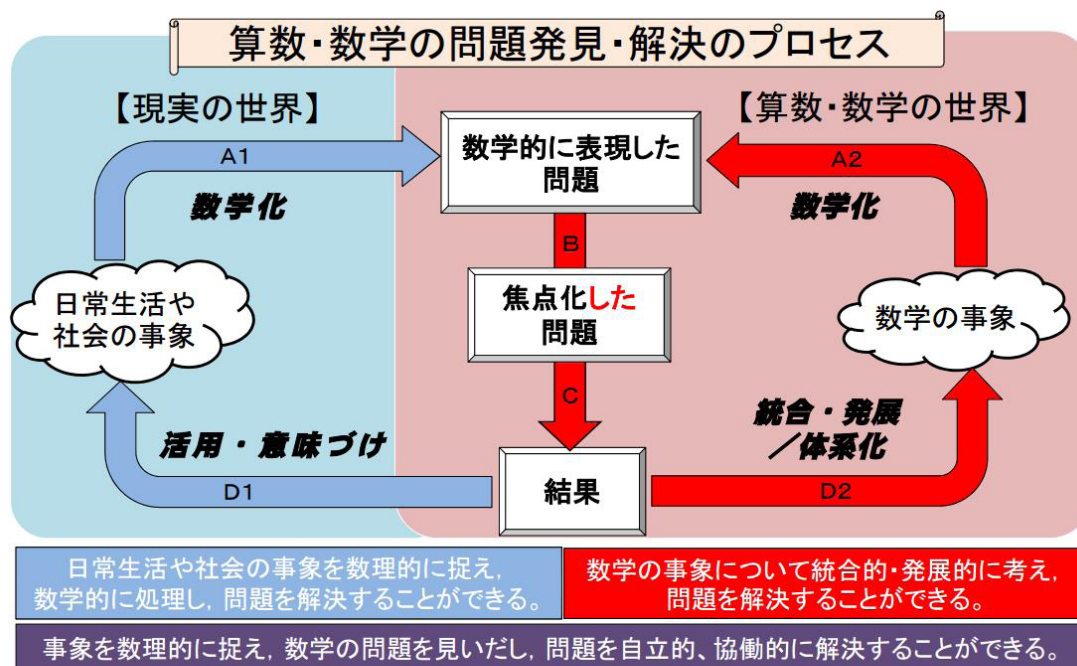 算数・数学の問題発見・解決のプロセス
【現実の世界】
【算数・数学の世界】
A1
数学化
数学的に表現した
問題
A2
数学化
B
日常生活や
社会の事象
焦点化した
問題
数学の事象
C
活用・意味づけ
統合・発展
／体系化
D1
結果
D2
日常生活や社会の事象を数理的に捉え，
数学的に処理し，問題を解決することができる。
数学の事象について統合的・発展的に考え，
問題を解決することができる。
事象を数理的に捉え，数学の問題を見いだし，問題を自立的、協働的に解決することができる。